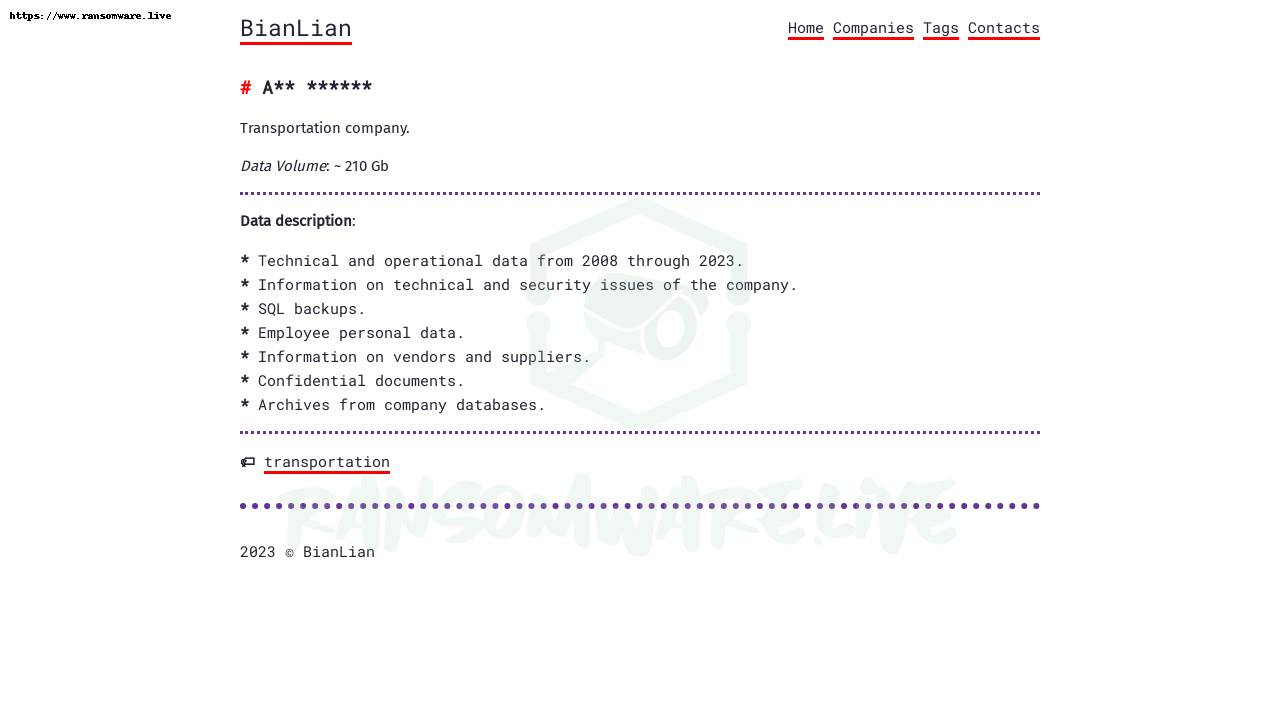 https://www.ransomware.live
BianLian
Home Companies Tags Contacts
# A** ******
Transportation company.
Data Volume: ~ 210 Gb
Data description:
* Technical and operational data from 2008 through 2023.
* Information on technical and security issues of the company.
* SQL backups.
* Employee personal data.
* Information on vendors and suppliers.
* Confidential documents.
* Archives from company databases.
transportation
RANSOMWARE.LIVE
2023 © BianLian